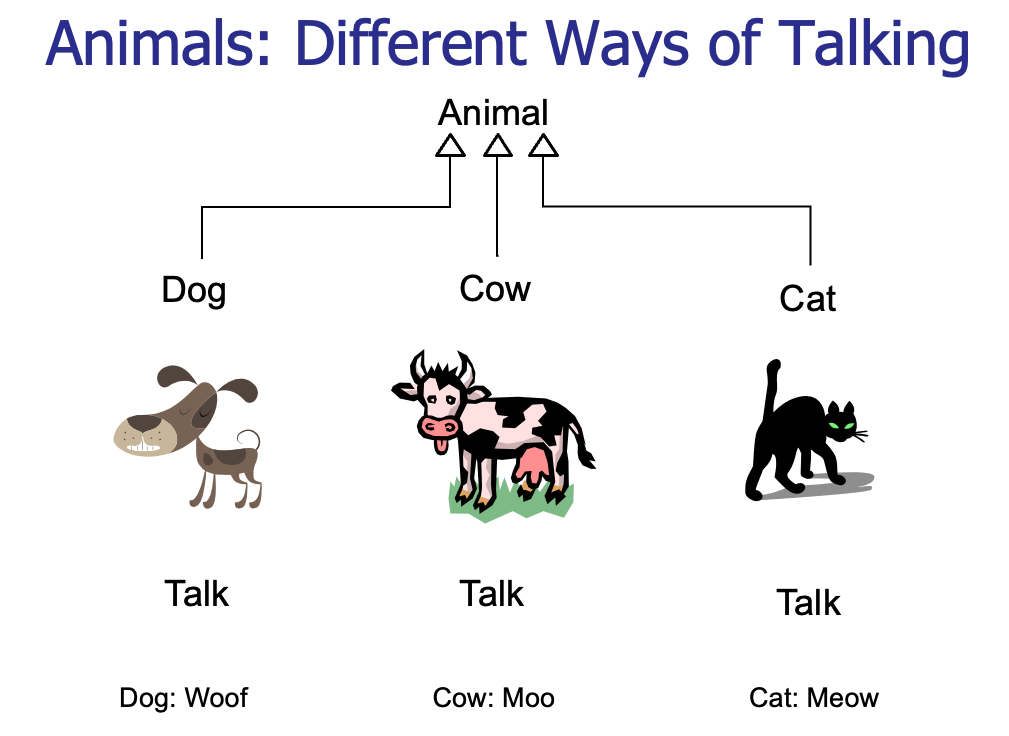 Animals: Different Ways of Talking
Animal
Dog
Cow
Cat
Talk
Talk
Talk
Dog: Woof
Cow: Moo
Cat: Meow